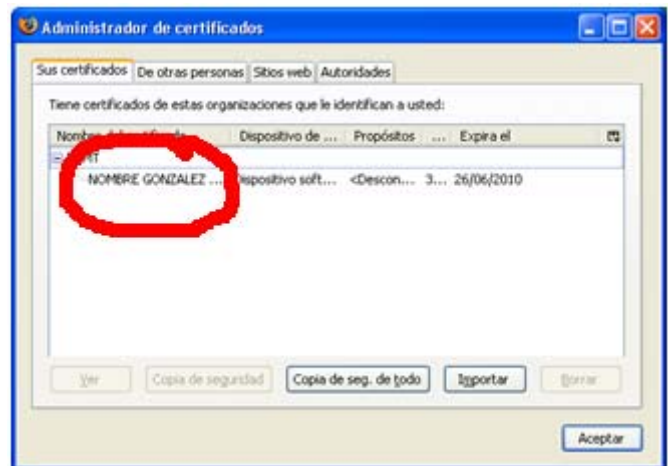 Administrador de certificados
Sus certificados De otras personas Sitios web Autoridades
Tiene certificados de estas organizaciones que le identifican a usted:
Nombre Dispositivo de ... Propósitos ... Expira el
NOMBRE GONZALEZ ... Dispositivo soft... <Descon... 3... 26/06/2010
Ver Copia de seguridad Copia de seg. de todo Importar Borrar
Aceptar